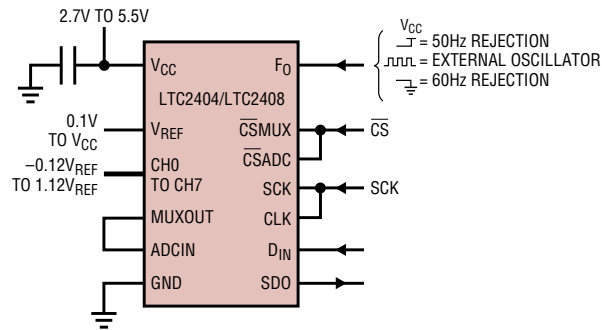 2.7V TO 5.5V
VCC
= 50Hz REJECTION
= EXTERNAL OSCILLATOR
= 60Hz REJECTION
VCC
FO
LTC2404/LTC2408
0.1V
TO VCC
VREF
CSMUX
CS
CSADC
–0.12VREF
TO 1.12VREF
CH0
TO CH7
SCK
SCK
MUXOUT
CLK
ADCIN
DIN
GND
SDO